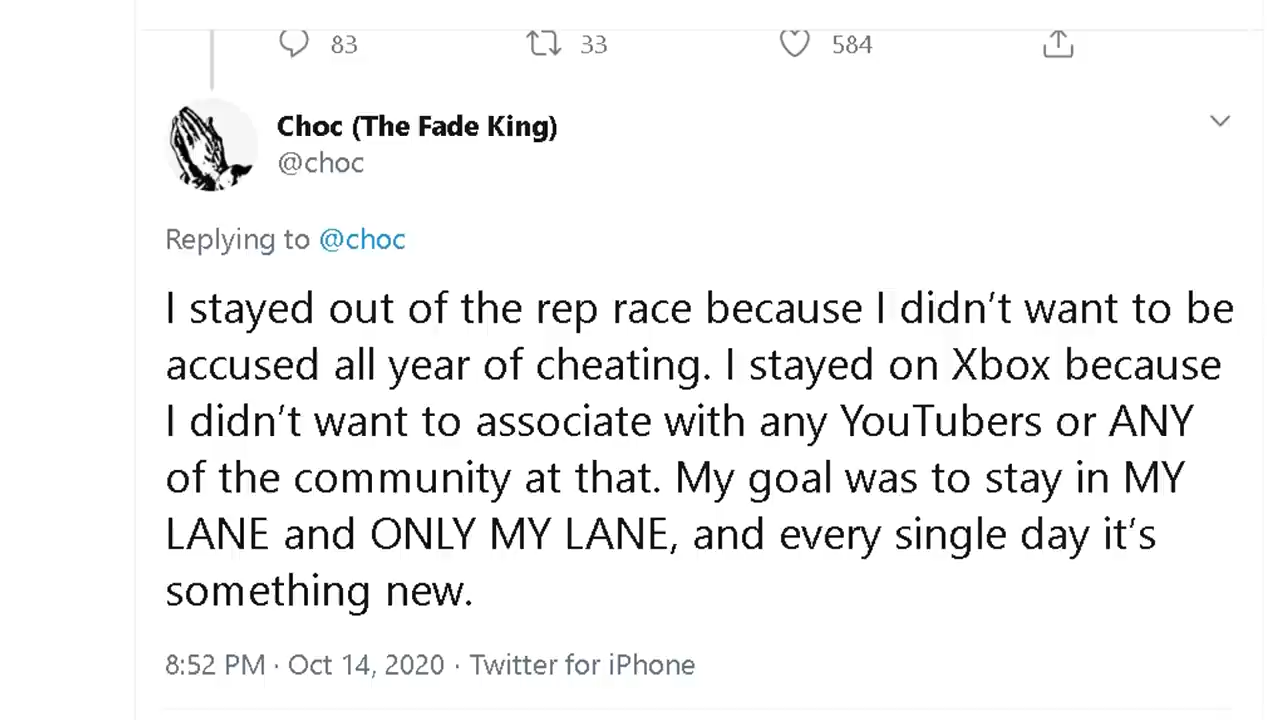 83 33 584
Choc (The Fade King)
@choc
Replying to @choc
I stayed out of the rep race because I didn’t want to be
accused all year of cheating. I stayed on Xbox because
I didn’t want to associate with any YouTubers or ANY
of the community at that. My goal was to stay in MY
LANE and ONLY MY LANE, and every single day it’s
something new.
8:52 PM · Oct 14, 2020 · Twitter for iPhone